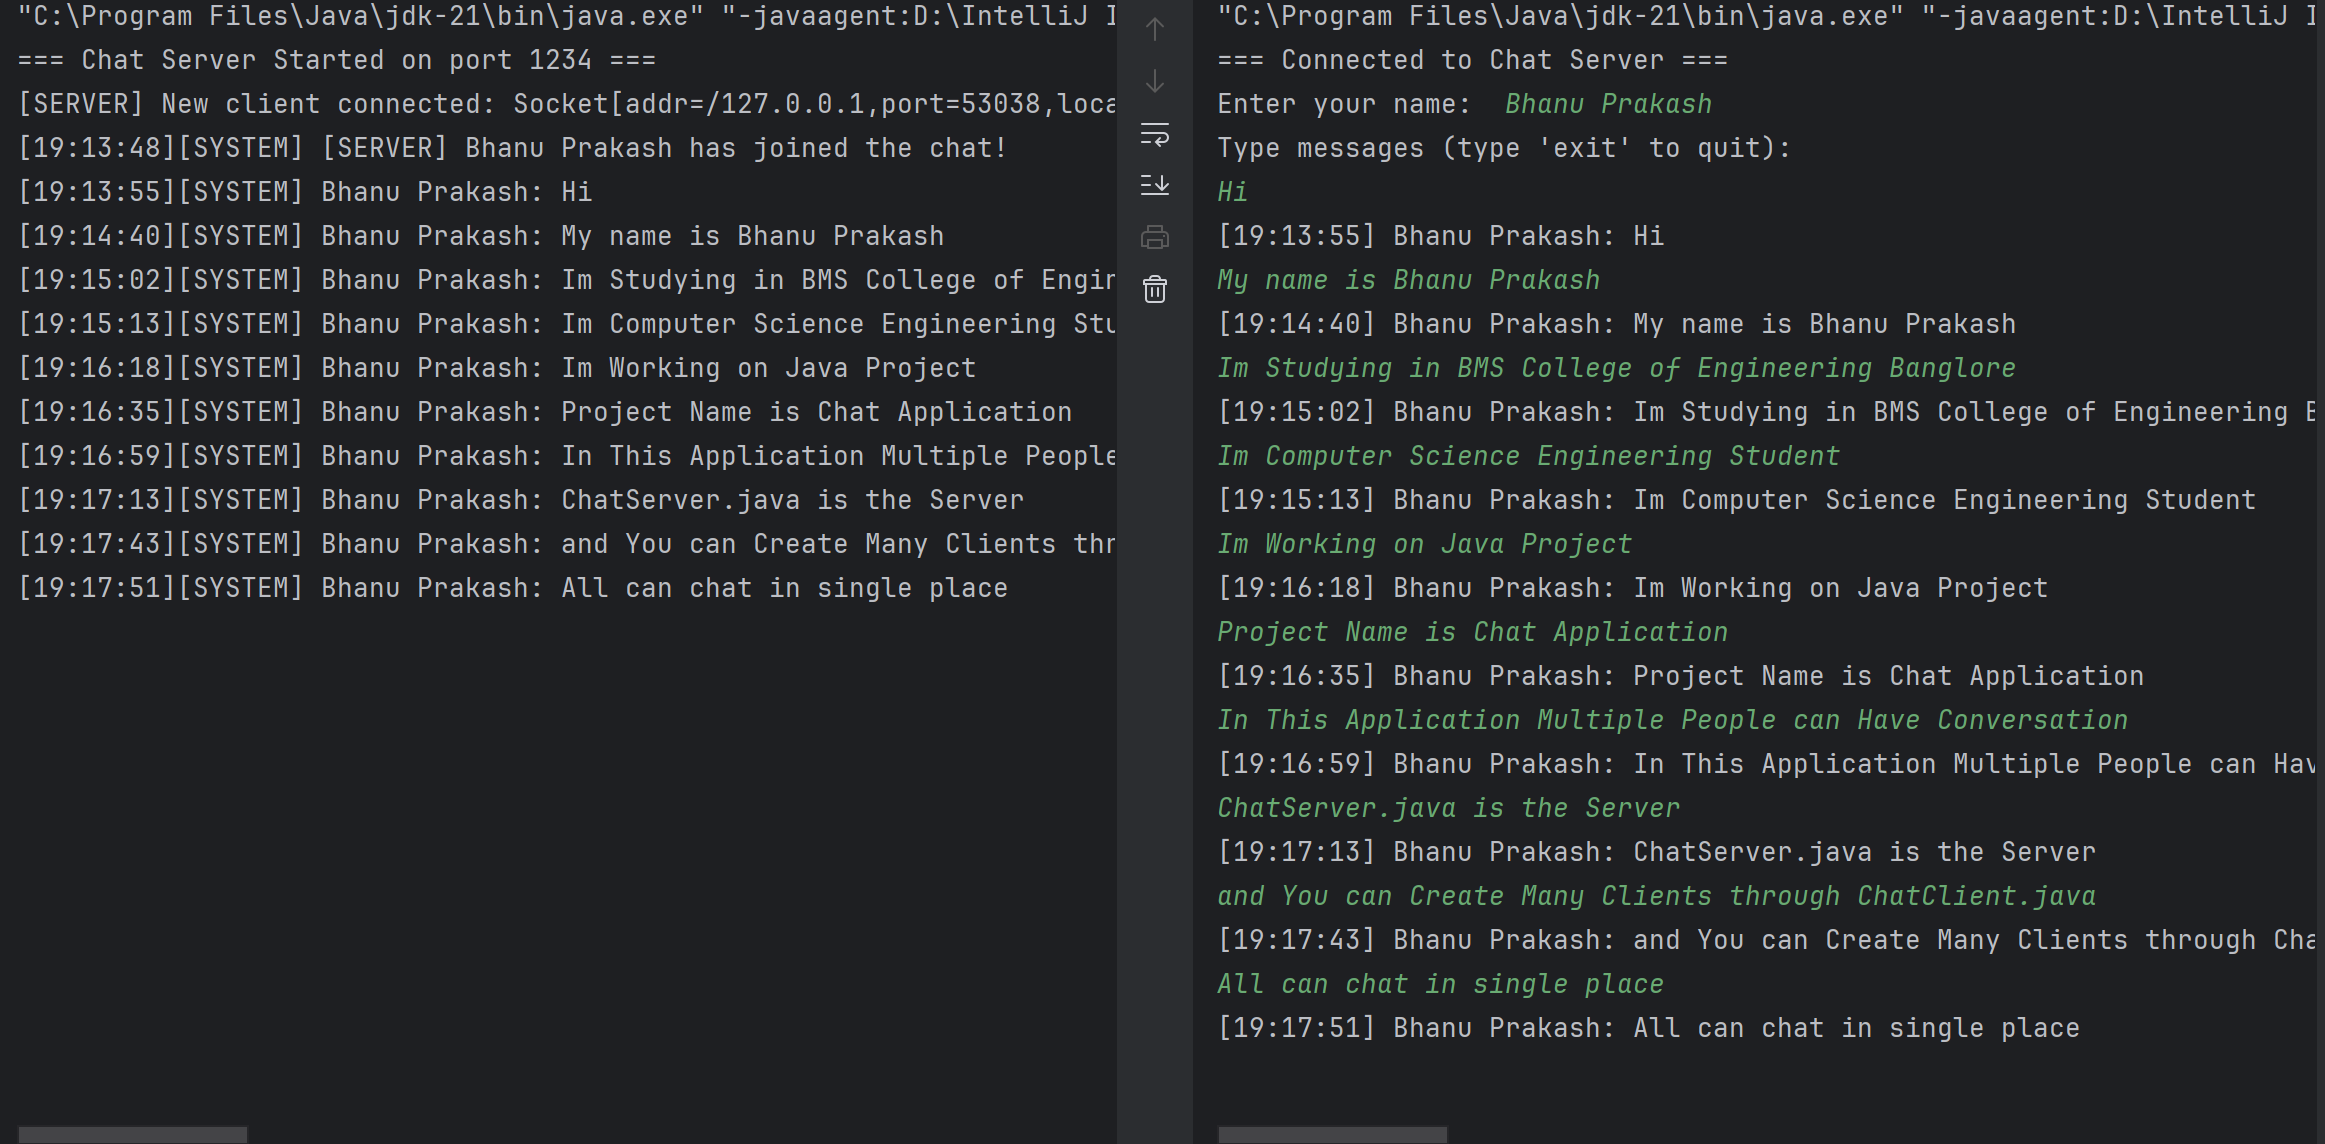 "C:\Program Files\Java\jdk-21\bin\java.exe" "-javaagent:D:\IntelliJ I
=== Chat Server Started on port 1234 ===
[SERVER] New client connected: Socket[addr=/127.0.0.1,port=53038,loca
[19:13:48][SYSTEM] [SERVER] Bhanu Prakash has joined the chat!
[19:13:55][SYSTEM] Bhanu Prakash: Hi
[19:14:40][SYSTEM] Bhanu Prakash: My name is Bhanu Prakash
[19:15:02][SYSTEM] Bhanu Prakash: Im Studying in BMS College of Engin
[19:15:13][SYSTEM] Bhanu Prakash: Im Computer Science Engineering Stu
[19:16:18][SYSTEM] Bhanu Prakash: Im Working on Java Project
[19:16:35][SYSTEM] Bhanu Prakash: Project Name is Chat Application
[19:16:59][SYSTEM] Bhanu Prakash: In This Application Multiple People
[19:17:13][SYSTEM] Bhanu Prakash: ChatServer.java is the Server
[19:17:43][SYSTEM] Bhanu Prakash: and You can Create Many Clients thr
[19:17:51][SYSTEM] Bhanu Prakash: All can chat in single place
"C:\Program Files\Java\jdk-21\bin\java.exe" "-javaagent:D:\IntelliJ I
=== Connected to Chat Server ===
Enter your name:  Bhanu Prakash
Type messages (type 'exit' to quit):
Hi
[19:13:55] Bhanu Prakash: Hi
My name is Bhanu Prakash
[19:14:40] Bhanu Prakash: My name is Bhanu Prakash
Im Studying in BMS College of Engineering Banglore
[19:15:02] Bhanu Prakash: Im Studying in BMS College of Engineering B
Im Computer Science Engineering Student
[19:15:13] Bhanu Prakash: Im Computer Science Engineering Student
Im Working on Java Project
[19:16:18] Bhanu Prakash: Im Working on Java Project
Project Name is Chat Application
[19:16:35] Bhanu Prakash: Project Name is Chat Application
In This Application Multiple People can Have Conversation
[19:16:59] Bhanu Prakash: In This Application Multiple People can Hav
ChatServer.java is the Server
[19:17:13] Bhanu Prakash: ChatServer.java is the Server
and You can Create Many Clients through ChatClient.java
[19:17:43] Bhanu Prakash: and You can Create Many Clients through Cha
All can chat in single place
[19:17:51] Bhanu Prakash: All can chat in single place